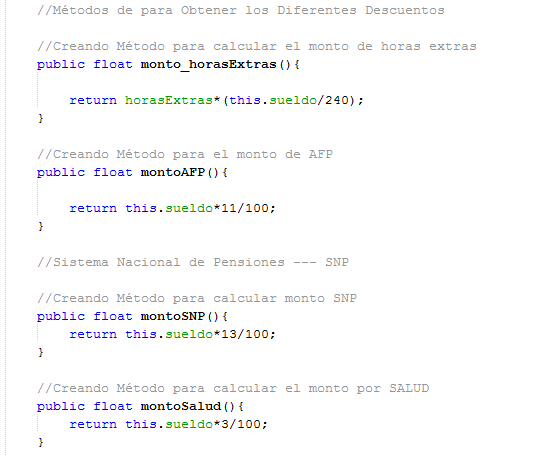 //Métodos de para Obtener los Diferentes Descuentos
//Creando Método para calcular el monto de horas extras
public float monto_horasExtras(){
return horasExtras*(this.sueldo/240);
}
//Creando Método para el monto de AFP
public float montoAFP(){
return this.sueldo*11/100;
}
//Sistema Nacional de Pensiones --- SNP
//Creando Método para calcular monto SNP
public float montoSNP(){
return this.sueldo*13/100;
}
//Creando Método para calcular el monto por SALUD
public float montoSalud(){
return this.sueldo*3/100;
}